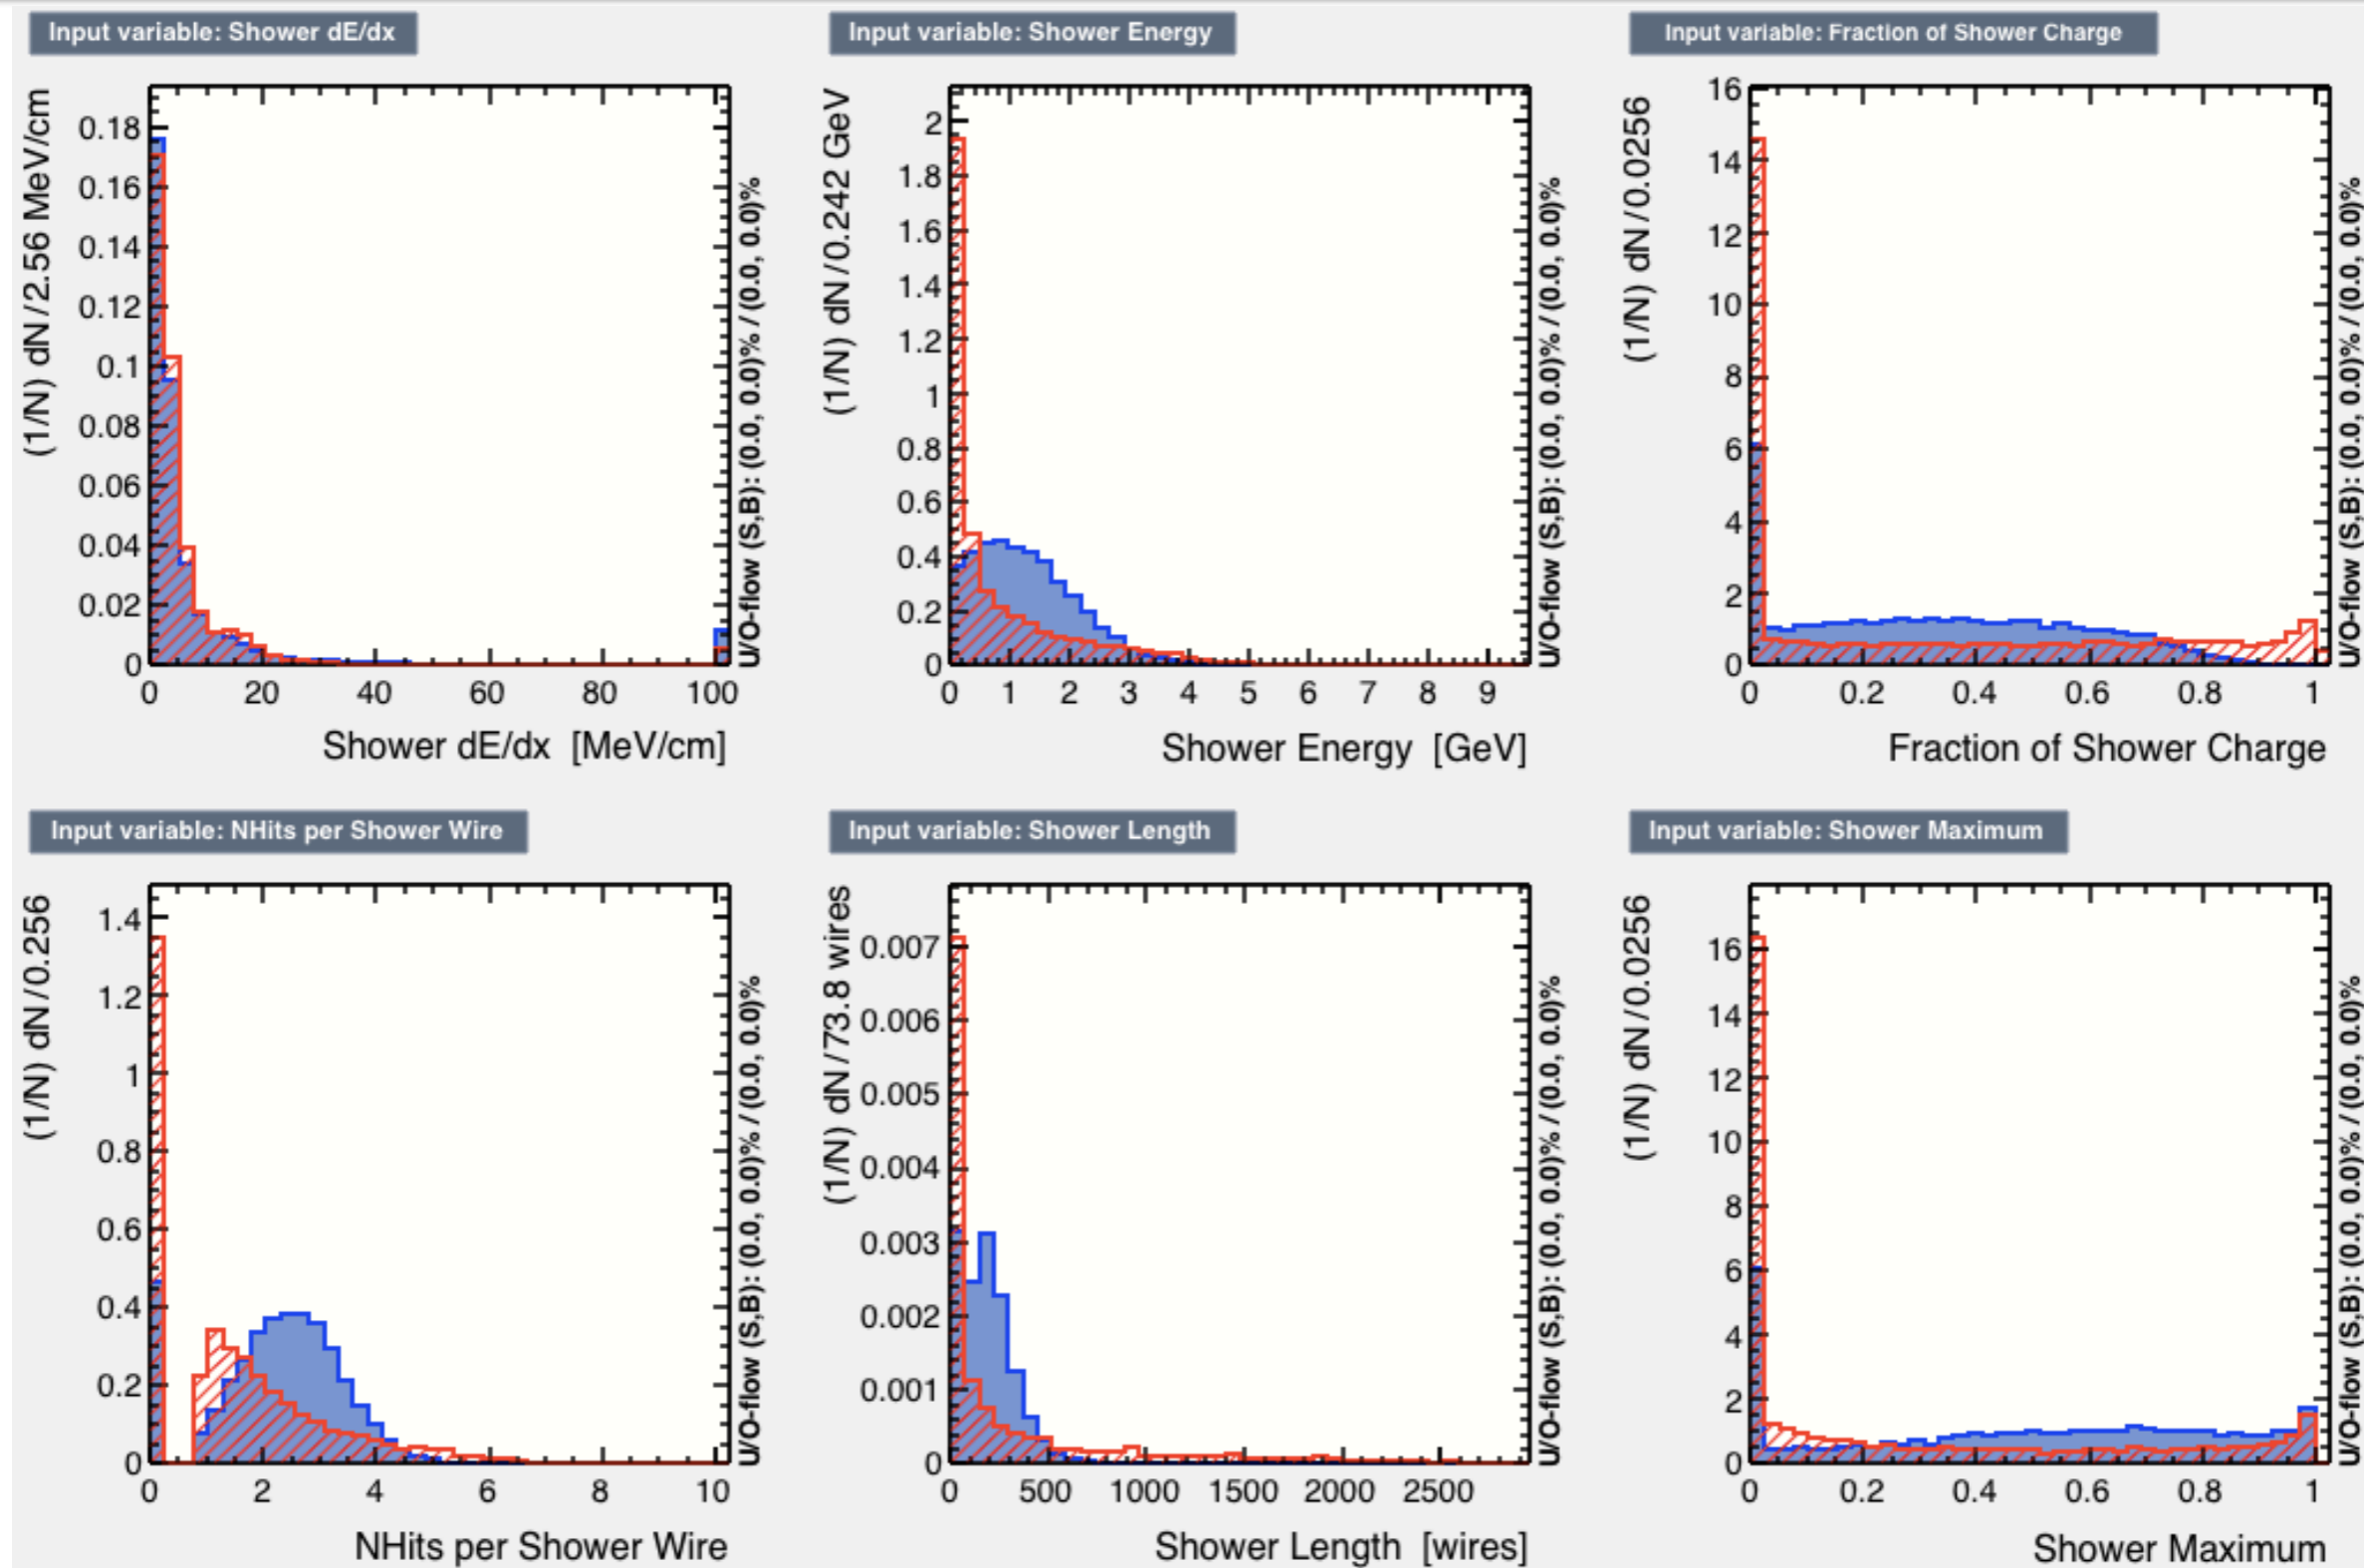 Input variable: Shower dE/dx
(1/N) dN/2.56 MeV/cm
0.18
0.16
0.14
0.12
0.1
0.08
0.06
0.04
0.02
0
0 20 40 60 80 100
Shower dE/dx [MeV/cm]
U/O-flow (S,B): (0.0, 0.0)% / (0.0, 0.0)%
Input variable: Shower Energy
(1/N) dN/0.242 GeV
2
1.8
1.6
1.4
1.2
1
0.8
0.6
0.4
0.2
0
0 1 2 3 4 5 6 7 8 9
Shower Energy [GeV]
U/O-flow (S,B): (0.0, 0.0)% / (0.0, 0.0)%
Input variable: Fraction of Shower Charge
(1/N) dN/0.0256
16
14
12
10
8
6
4
2
0
0 0.2 0.4 0.6 0.8 1
Fraction of Shower Charge
U/O-flow (S,B): (0.0, 0.0)% / (0.0, 0.0)%
Input variable: NHits per Shower Wire
(1/N) dN/0.256
1.4
1.2
1
0.8
0.6
0.4
0.2
0
0 2 4 6 8 10
NHits per Shower Wire
U/O-flow (S,B): (0.0, 0.0)% / (0.0, 0.0)%
Input variable: Shower Length
(1/N) dN/73.8 wires
0.007
0.006
0.005
0.004
0.003
0.002
0.001
0
0 500 1000 1500 2000 2500
Shower Length [wires]
U/O-flow (S,B): (0.0, 0.0)% / (0.0, 0.0)%
Input variable: Shower Maximum
(1/N) dN/0.0256
16
14
12
10
8
6
4
2
0
0 0.2 0.4 0.6 0.8 1
Shower Maximum
U/O-flow (S,B): (0.0, 0.0)% / (0.0, 0.0)%